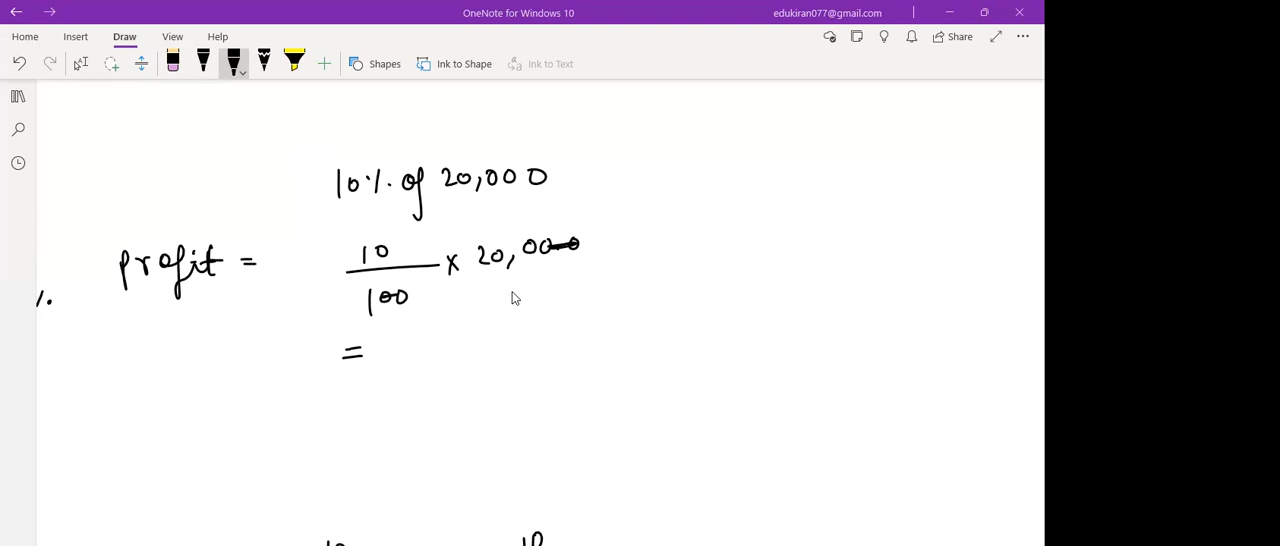 OneNote for Windows 10
edukiran077@gmail.com
Home Insert Draw View Help
Share
Shapes Ink to Shape Ink to Text
10% of 20,000
profit = 10/100 x 20,000
%.
=